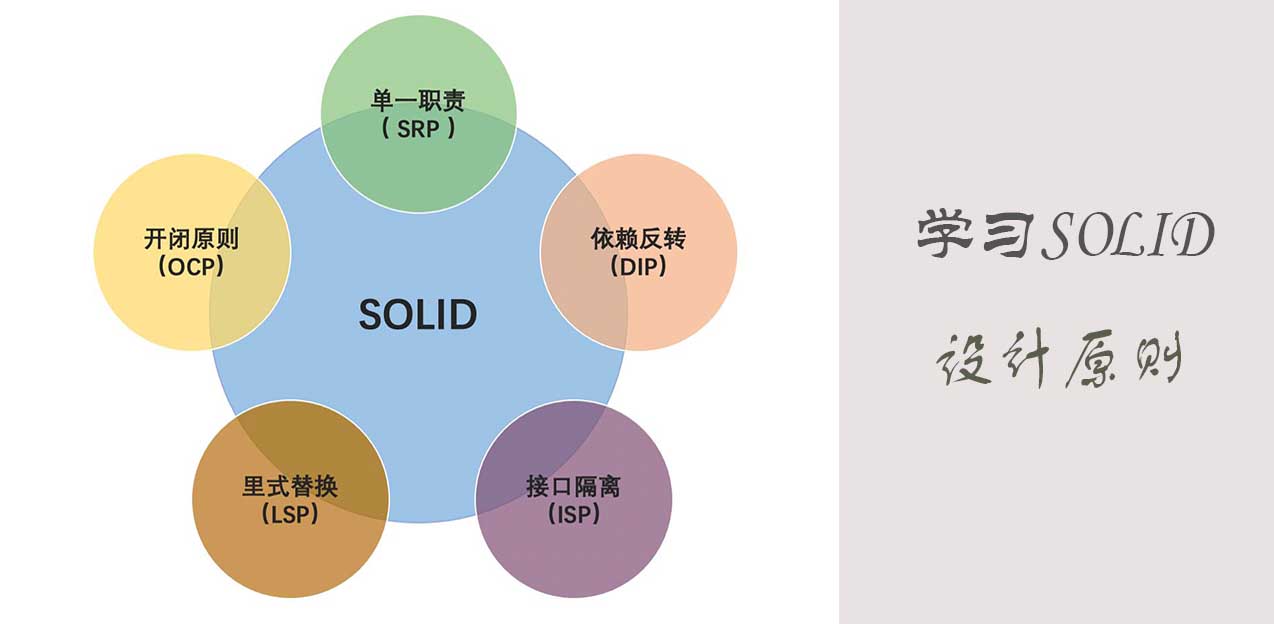 单一职责
( SRP )
开闭原则
(OCP)
依赖反转
(DIP)
SOLID
里式替换
(LSP)
接口隔离
(ISP)
学习SOLID
设计原则